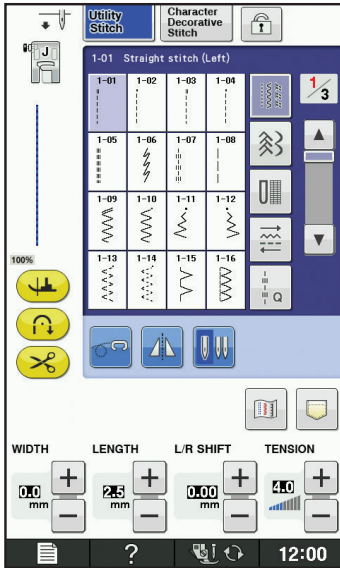 Utility
Stitch
Character
Decorative
Stitch
J
1-01 Straight stitch (Left)
1/3
1-01 1-02 1-03 1-04
1-05 1-06 1-07 1-08
1-09 1-10 1-11 1-12
1-13 1-14 1-15 1-16
Q
100%
WIDTH LENGTH L/R SHIFT TENSION
0.0 mm + − 2.5 mm + − 0.00 mm + − 4.0 + −
? 12:00